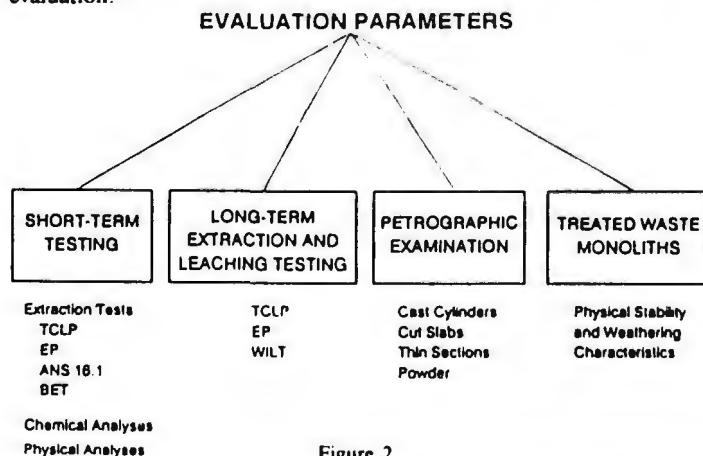 evaluation.
EVALUATION PARAMETERS
SHORT-TERM
TESTING
Extraction Tests
TCLP
EP
ANS 16.1
BET
Chemical Analyses
Physical Analyses
LONG-TERM
EXTRACTION AND
LEACHING TESTING
TCLP
EP
WILT
PETROGRAPHIC
EXAMINATION
Cast Cylinders
Cut Slabs
Thin Sections
Powder
TREATED WASTE
MONOLITHS
Physical Stability
and Weathering
Characteristics
Figure 2